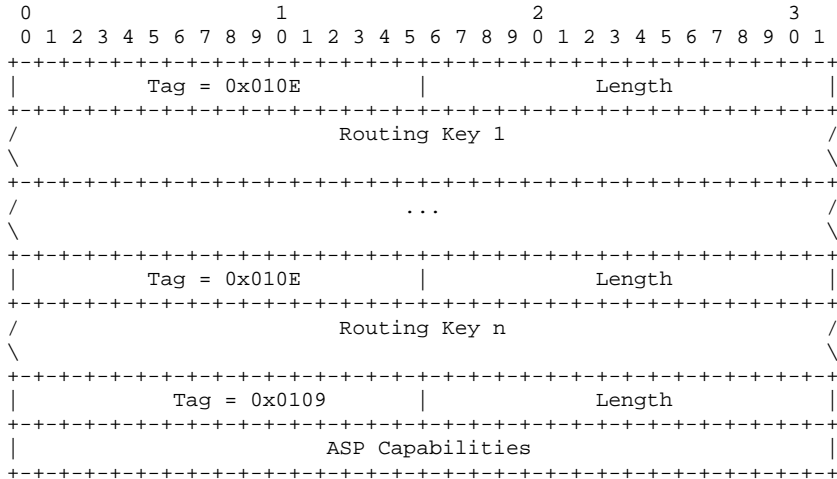 0                   1                   2                   3
0 1 2 3 4 5 6 7 8 9 0 1 2 3 4 5 6 7 8 9 0 1 2 3 4 5 6 7 8 9 0 1
+-+-+-+-+-+-+-+-+-+-+-+-+-+-+-+-+-+-+-+-+-+-+-+-+-+-+-+-+-+-+-+-+
|          Tag = 0x010E         |             Length            |
+-+-+-+-+-+-+-+-+-+-+-+-+-+-+-+-+-+-+-+-+-+-+-+-+-+-+-+-+-+-+-+-+
/                         Routing Key 1                         /
\                                                               \
+-+-+-+-+-+-+-+-+-+-+-+-+-+-+-+-+-+-+-+-+-+-+-+-+-+-+-+-+-+-+-+-+
/                              ...                              /
\                                                               \
+-+-+-+-+-+-+-+-+-+-+-+-+-+-+-+-+-+-+-+-+-+-+-+-+-+-+-+-+-+-+-+-+
|          Tag = 0x010E         |             Length            |
+-+-+-+-+-+-+-+-+-+-+-+-+-+-+-+-+-+-+-+-+-+-+-+-+-+-+-+-+-+-+-+-+
/                         Routing Key n                         /
\                                                               \
+-+-+-+-+-+-+-+-+-+-+-+-+-+-+-+-+-+-+-+-+-+-+-+-+-+-+-+-+-+-+-+-+
|            Tag = 0x0109       |             Length            |
+-+-+-+-+-+-+-+-+-+-+-+-+-+-+-+-+-+-+-+-+-+-+-+-+-+-+-+-+-+-+-+-+
|                        ASP Capabilities                       |
+-+-+-+-+-+-+-+-+-+-+-+-+-+-+-+-+-+-+-+-+-+-+-+-+-+-+-+-+-+-+-+-+